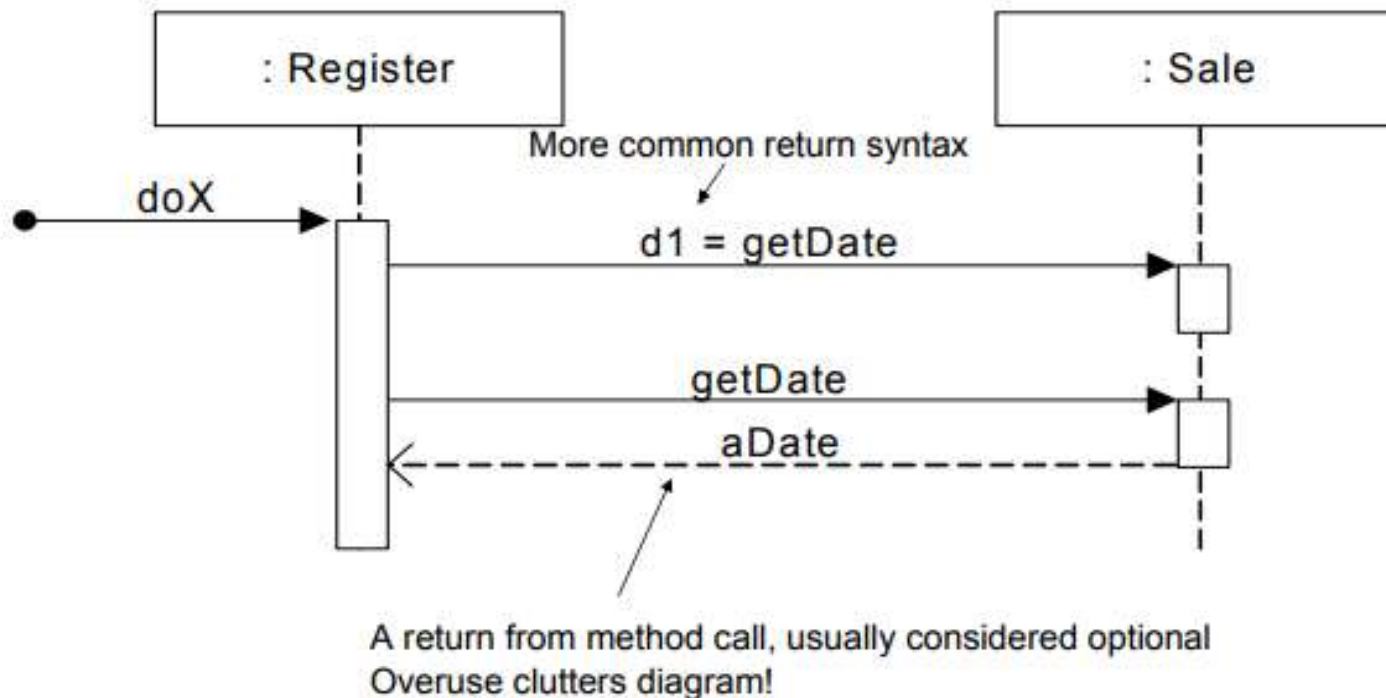 : Register
: Sale
More common return syntax
doX
d1 = getDate
getDate
aDate
A return from method call, usually considered optional
Overuse clutters diagram!